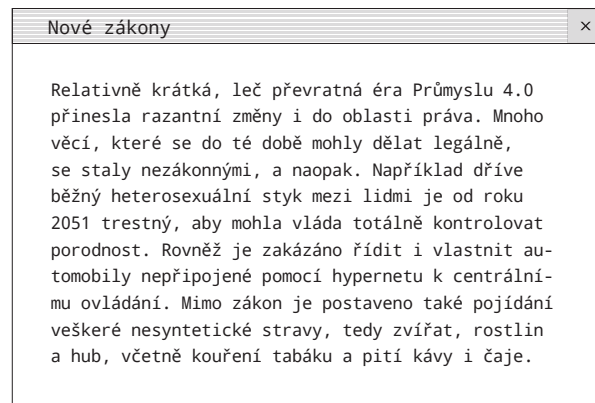 Nové zákony
×
Relativně krátká, leč převratná éra Průmyslu 4.0
přinesla razantní změny i do oblasti práva. Mnoho
věcí, které se do té době mohly dělat legálně,
se staly nezákonnými, a naopak. Například dříve
běžný heterosexuální styk mezi lidmi je od roku
2051 trestný, aby mohla vláda totálně kontrolovat
porodnost. Rovněž je zakázáno řídit i vlastnit au-
tomobily nepřipojené pomocí hypernetu k centrální-
mu ovládání. Mimo zákon je postaveno také pojídání
veškeré nesyntetické stravy, tedy zvířat, rostlin
a hub, včetně kouření tabáku a pití kávy i čaje.